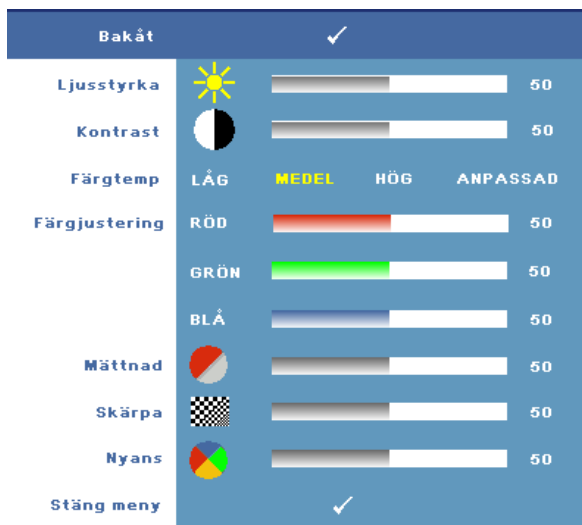 Bakåt
Ljusstyrka 50
Kontrast 50
Färgtemp LÅG MEDEL HÖG ANPASSAD
Färgjustering RÖD 50
GRÖN 50
BLÅ 50
Mättnad 50
Skärpa 50
Nyans 50
Stäng meny